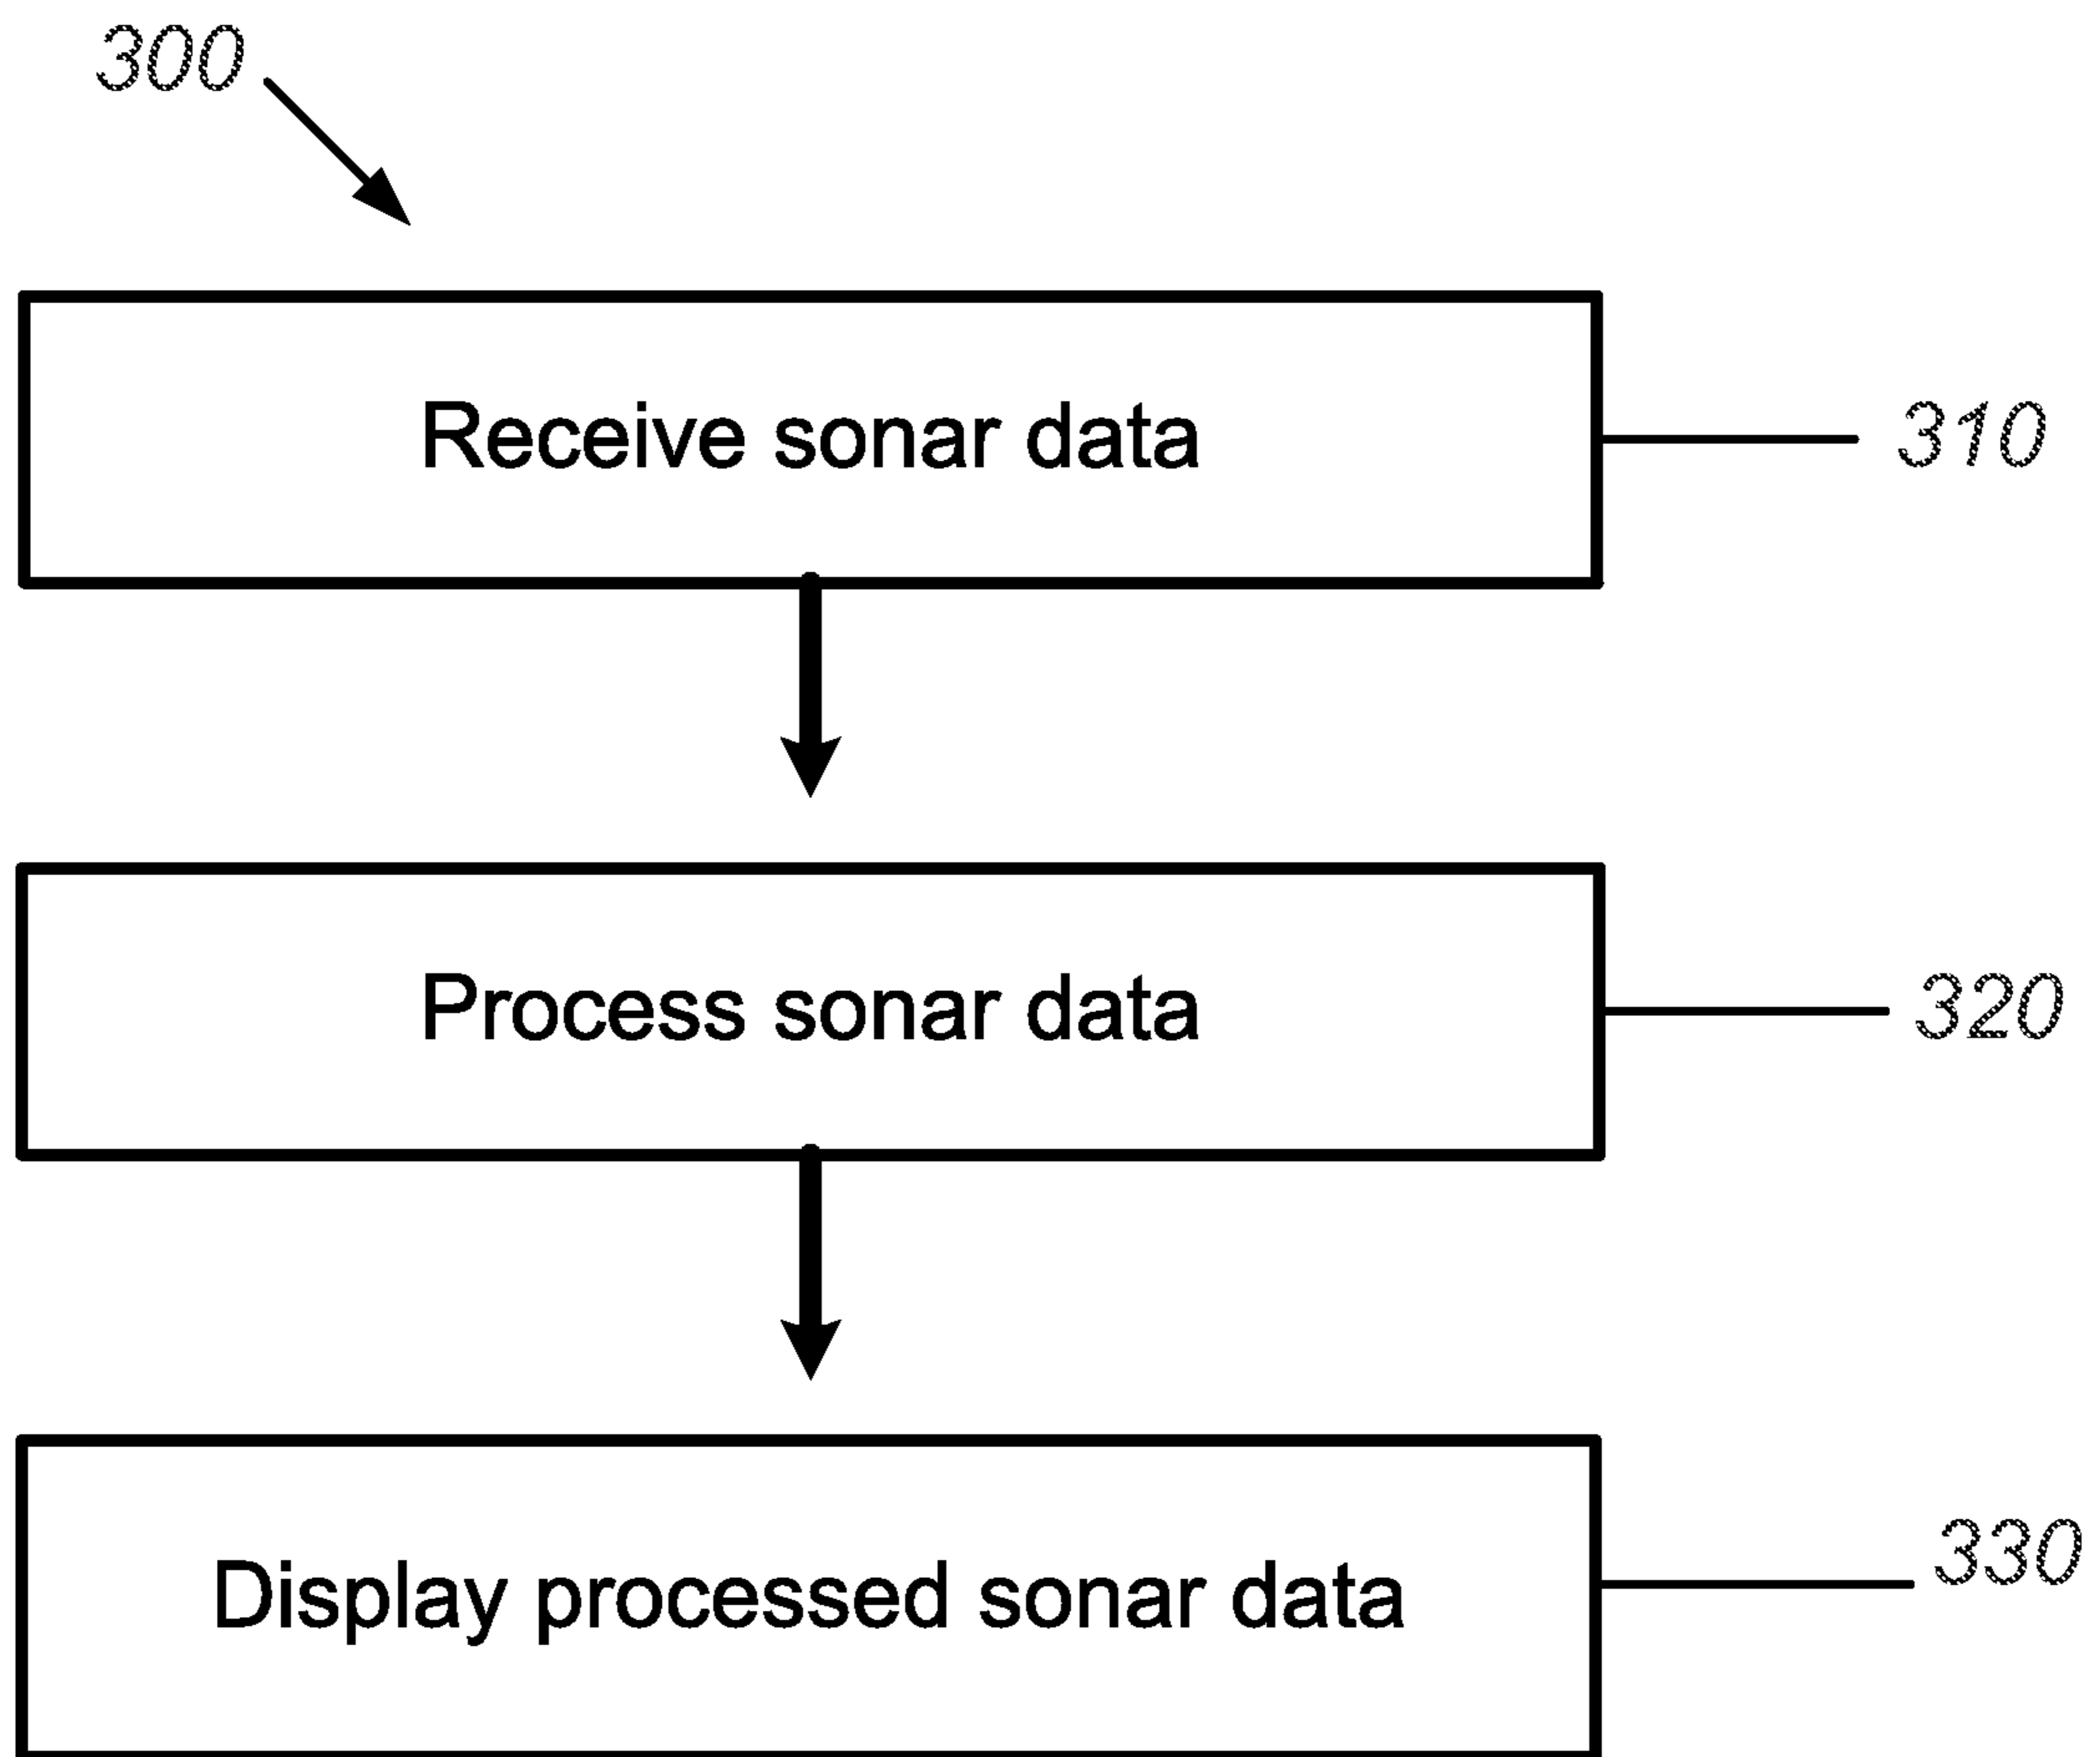 300
Receive sonar data
310
Process sonar data
320
Display processed sonar data
330